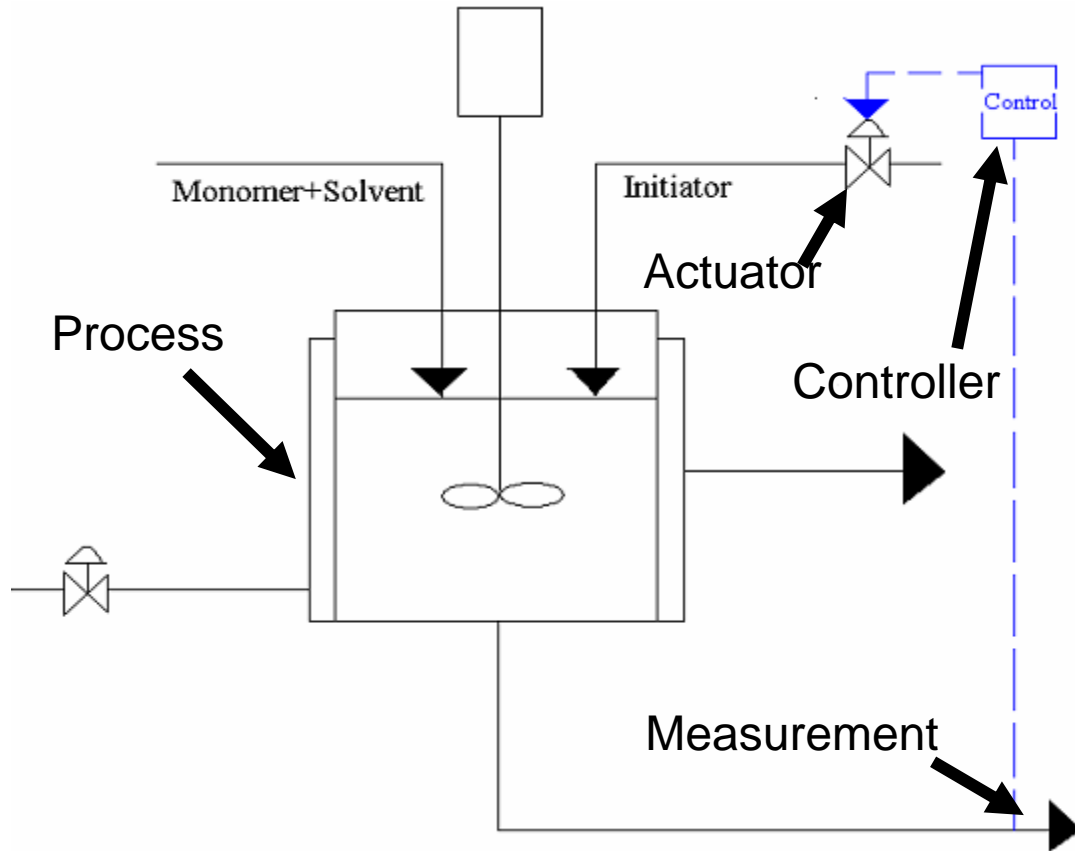 Control
Monomer+Solvent
Initiator
Actuator
Process
Controller
Measurement